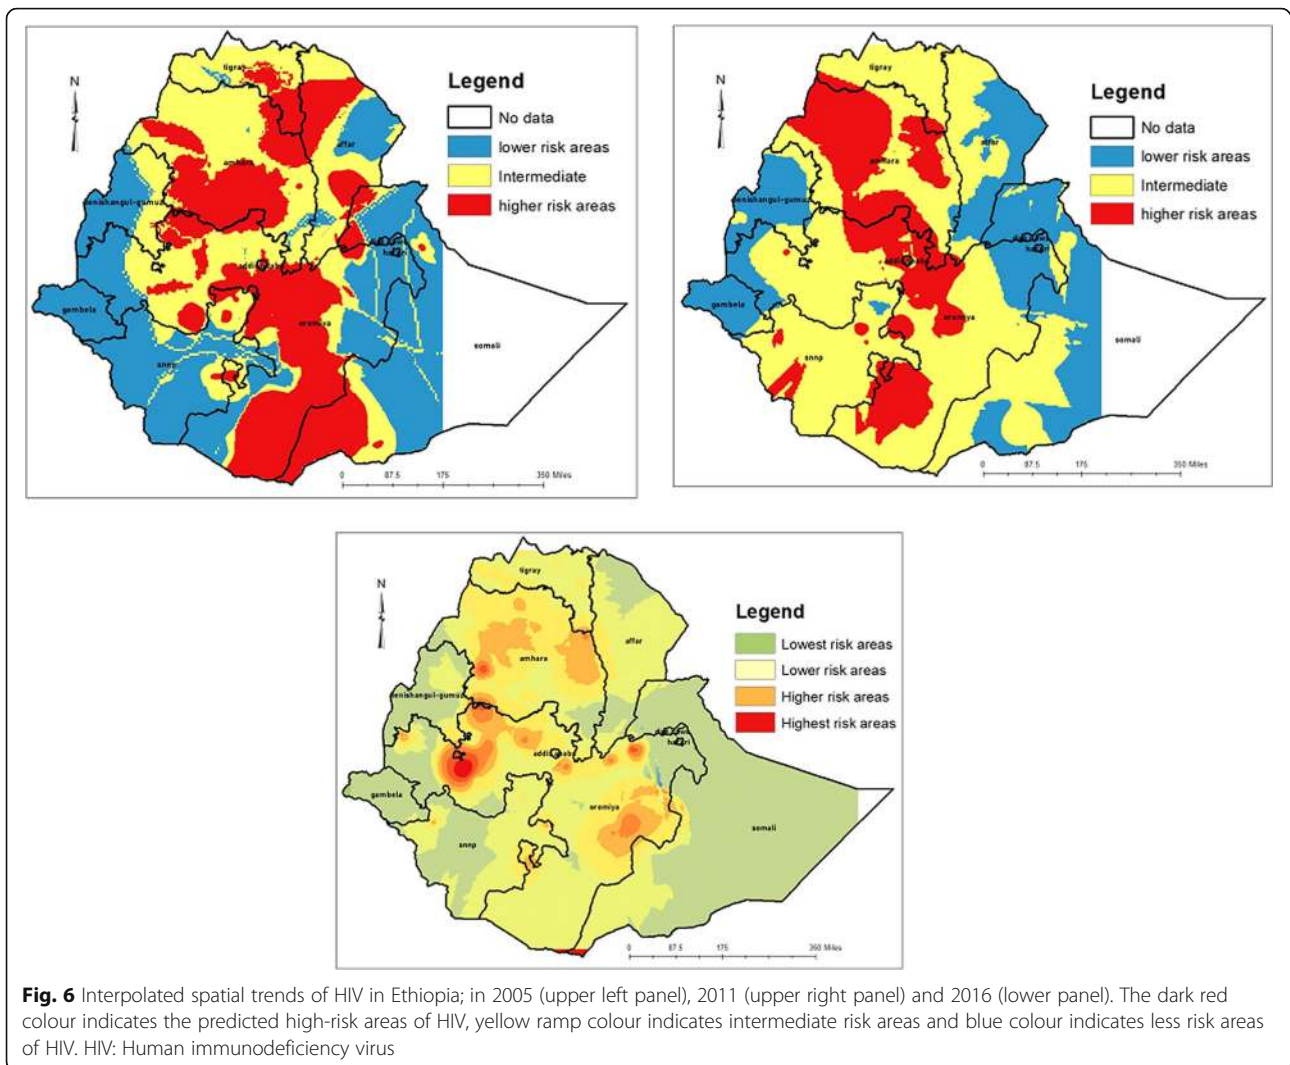 N
Legend
No data
lower risk areas
Intermediate
higher risk areas
tigray
affar
amhara
benishangul-gumuz
harari
gambela
oromiya
somali
snnp
0 87.5 175 350 Miles
N
Legend
No data
lower risk areas
Intermediate
higher risk areas
tigray
afar
amhara
benishangul-gumuz
harari
gambela
oromiya
somali
snnp
0 87.5 175 350 Miles
N
Legend
Lowest risk areas
Lower risk areas
Higher risk areas
Highest risk areas
tigray
affar
amhara
benishangul-gumuz
harari
gambela
oromiya
snnp
somali
0 87.5 175 350 Miles
Fig. 6 Interpolated spatial trends of HIV in Ethiopia; in 2005 (upper left panel), 2011 (upper right panel) and 2016 (lower panel). The dark red
colour indicates the predicted high-risk areas of HIV, yellow ramp colour indicates intermediate risk areas and blue colour indicates less risk areas
of HIV. HIV: Human immunodeficiency virus